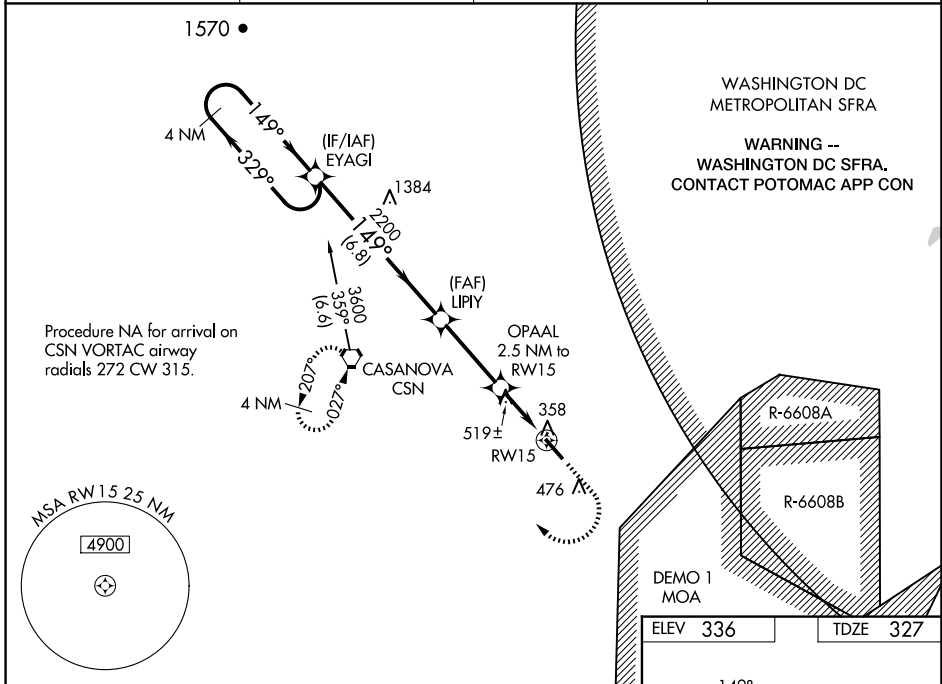 1570
WASHINGTON DC
METROPOLITAN SFRA
WARNING --
WASHINGTON DC SFRA.
CONTACT POTOMAC APP CON
149°
4 NM
329°
(IF/IAF)
EYAGI
1384
2200
149°
(6.8)
(FAF)
LIPIY
3600
359°
(6.6)
Procedure NA for arrival on
CSN VORTAC airway
radials 272 CW 315.
OPAAL
2.5 NM to
RW15
CASANOVA
CSN
207°
027°
4 NM
358
519±
RW15
476
R-6608A
R-6608B
MSA RW15 25 NM
4900
DEMO 1
MOA
ELEV 336
TDZE 327
149°